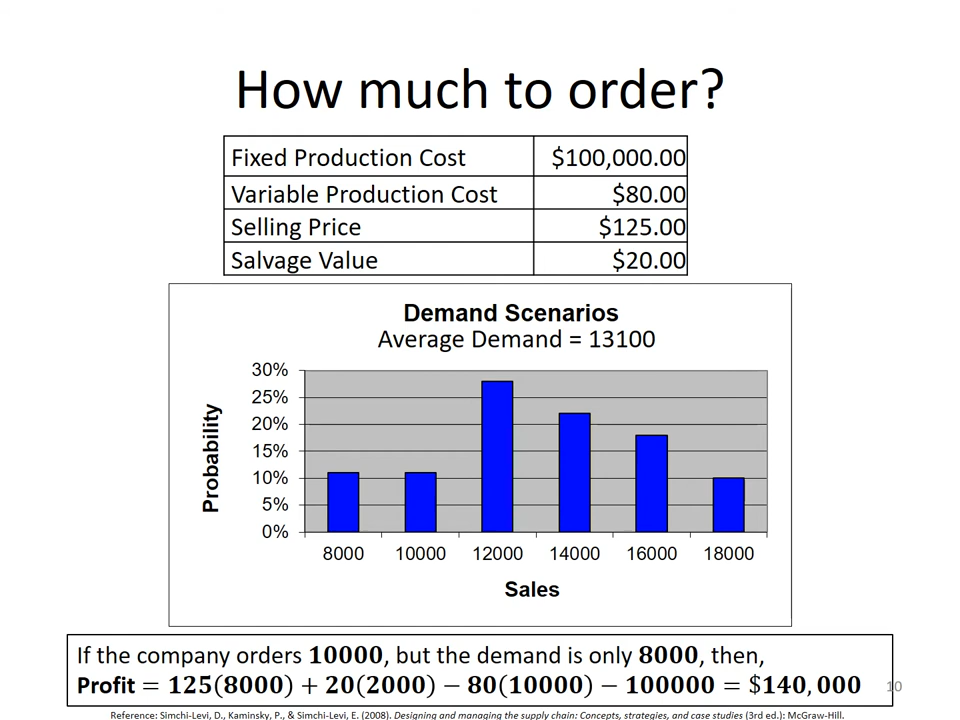 How much to order?
Fixed Production Cost $100,000.00
Variable Production Cost $80.00
Selling Price $125.00
Salvage Value $20.00
Demand Scenarios
Average Demand = 13100
Probability
30%
25%
20%
15%
10%
5%
0%
8000 10000 12000 14000 16000 18000
Sales
If the company orders 10000, but the demand is only 8000, then,
Profit = 125(8000) + 20(2000) − 80(10000) − 100000 = $140,000
10
Reference: Simchi-Levi, D., Kaminsky, P., & Simchi-Levi, E. (2008). Designing and managing the supply chain: Concepts, strategies, and case studies (3rd ed.): McGraw-Hill.